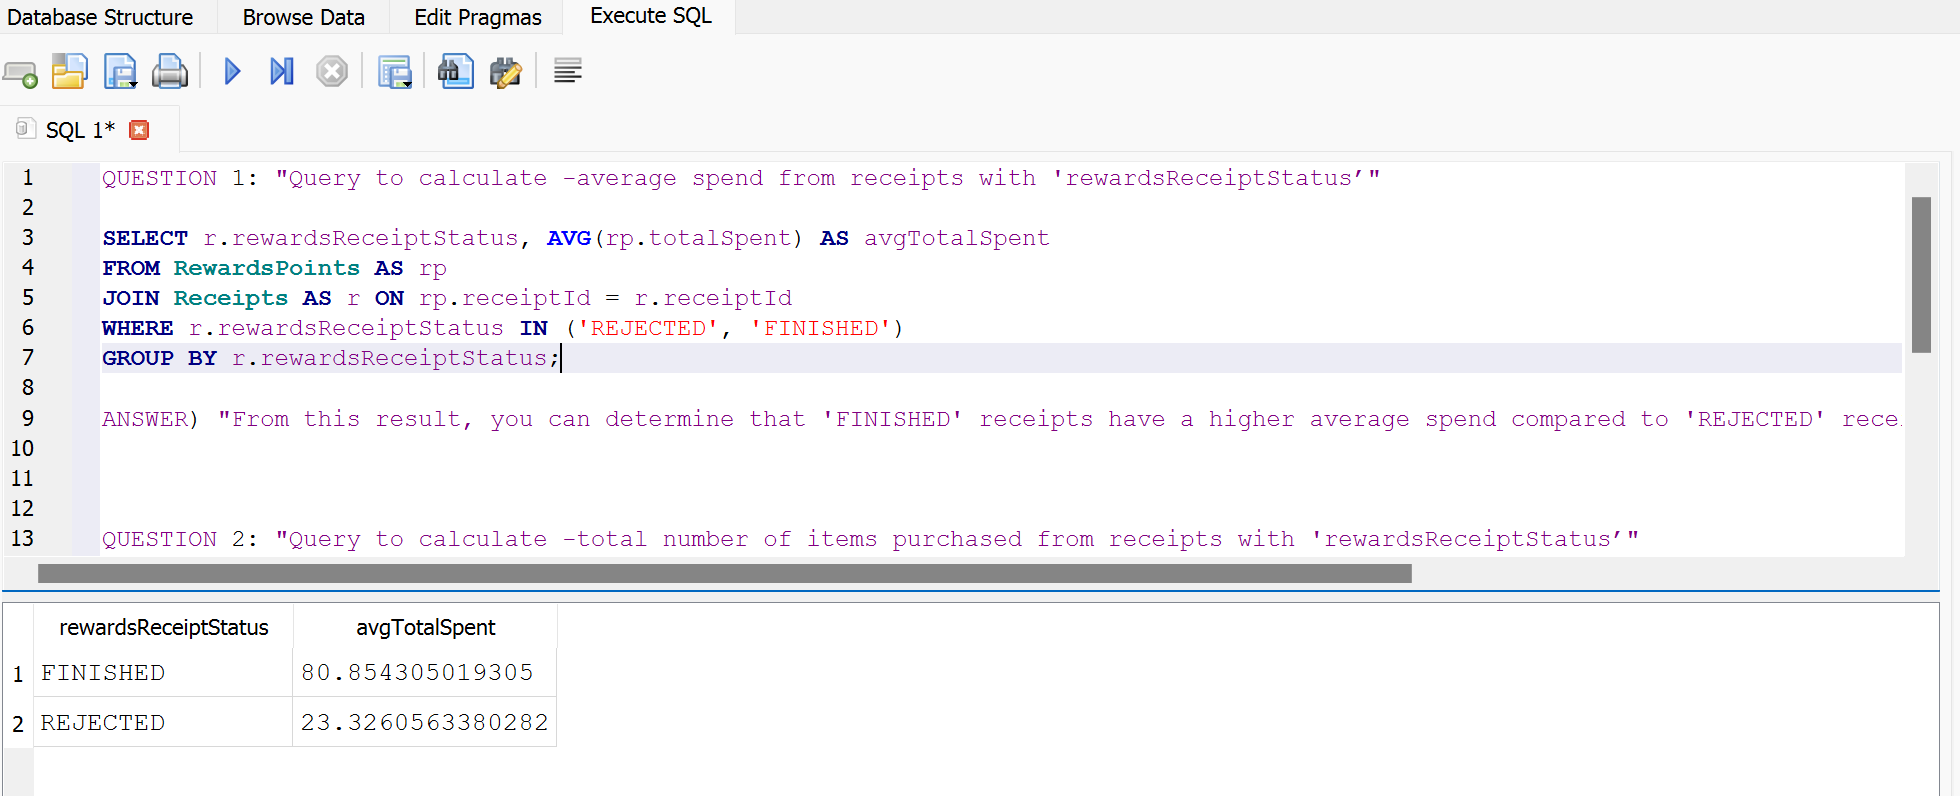 Database Structure Browse Data Edit Pragmas Execute SQL
SQL 1*
1 QUESTION 1: "Query to calculate -average spend from receipts with 'rewardsReceiptStatus’"
2
3 SELECT r.rewardsReceiptStatus, AVG(rp.totalSpent) AS avgTotalSpent
4 FROM RewardsPoints AS rp
5 JOIN Receipts AS r ON rp.receiptId = r.receiptId
6 WHERE r.rewardsReceiptStatus IN ('REJECTED', 'FINISHED')
7 GROUP BY r.rewardsReceiptStatus;
8
9 ANSWER) "From this result, you can determine that 'FINISHED' receipts have a higher average spend compared to 'REJECTED' rece
10
11
12
13 QUESTION 2: "Query to calculate -total number of items purchased from receipts with 'rewardsReceiptStatus’"
rewardsReceiptStatus avgTotalSpent
1 FINISHED 80.854305019305
2 REJECTED 23.3260563380282